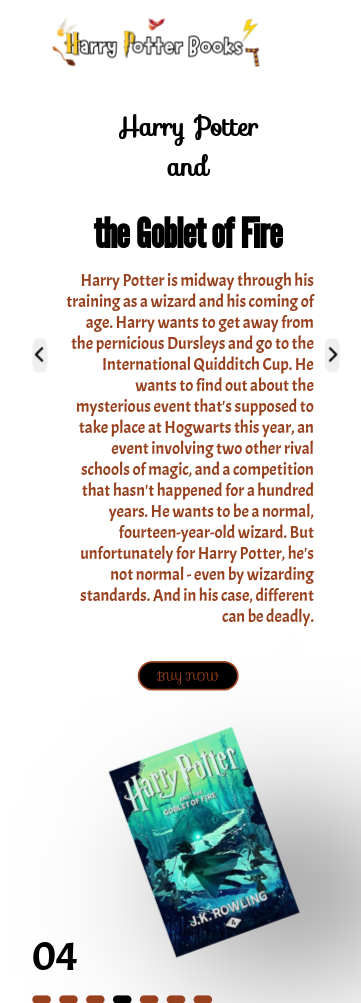 Harry Potter Books
Harry Potter
and
the Goblet of Fire
Harry Potter is midway through his
training as a wizard and his coming of
age. Harry wants to get away from
the pernicious Dursleys and go to the
International Quidditch Cup. He
wants to find out about the
mysterious event that's supposed to
take place at Hogwarts this year, an
event involving two other rival
schools of magic, and a competition
that hasn't happened for a hundred
years. He wants to be a normal,
fourteen-year-old wizard. But
unfortunately for Harry Potter, he's
not normal - even by wizarding
standards. And in his case, different
can be deadly.
BUY NOW
Harry Potter
AND THE
GOBLET OF FIRE
J.K. ROWLING
04